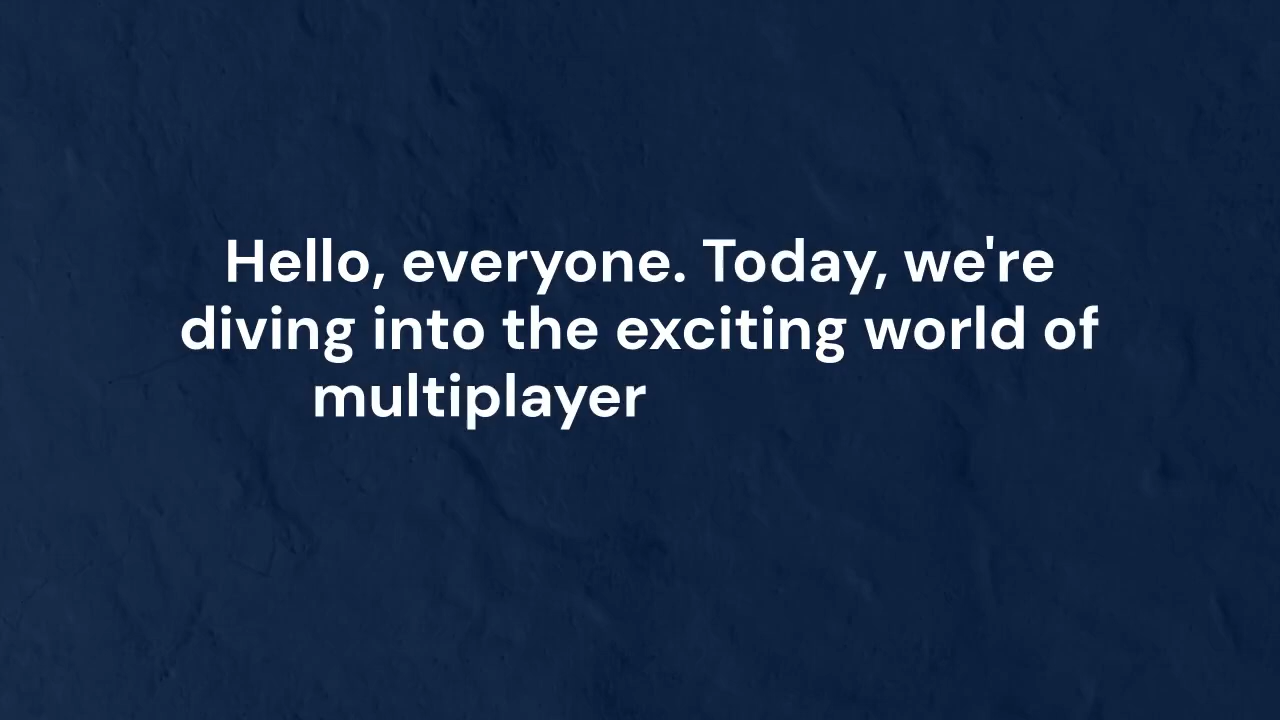 Hello, everyone. Today, we're
diving into the exciting world of
multiplayer